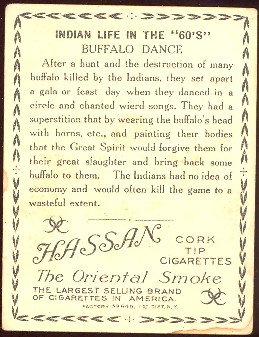 INDIAN LIFE IN THE "60'S"
BUFFALO DANCE
After a hunt and the destruction of many
buffalo killed by the Indians, they set apart
a gala or feast day when they danced in a
circle and chanted wierd songs. They had a
superstition that by wearing the buffalo's head
with horns, etc., and painting their bodies
that the Great Spirit would forgive them for
their great slaughter and bring back some
buffalo to them. The Indians had no idea of
economy and would often kill the game to a
wasteful extent.
HASSAN
CORK
TIP
CIGARETTES
The Oriental Smoke
THE LARGEST SELLING BRAND
OF CIGARETTES IN AMERICA.
FACTORY DIST. N.Y.